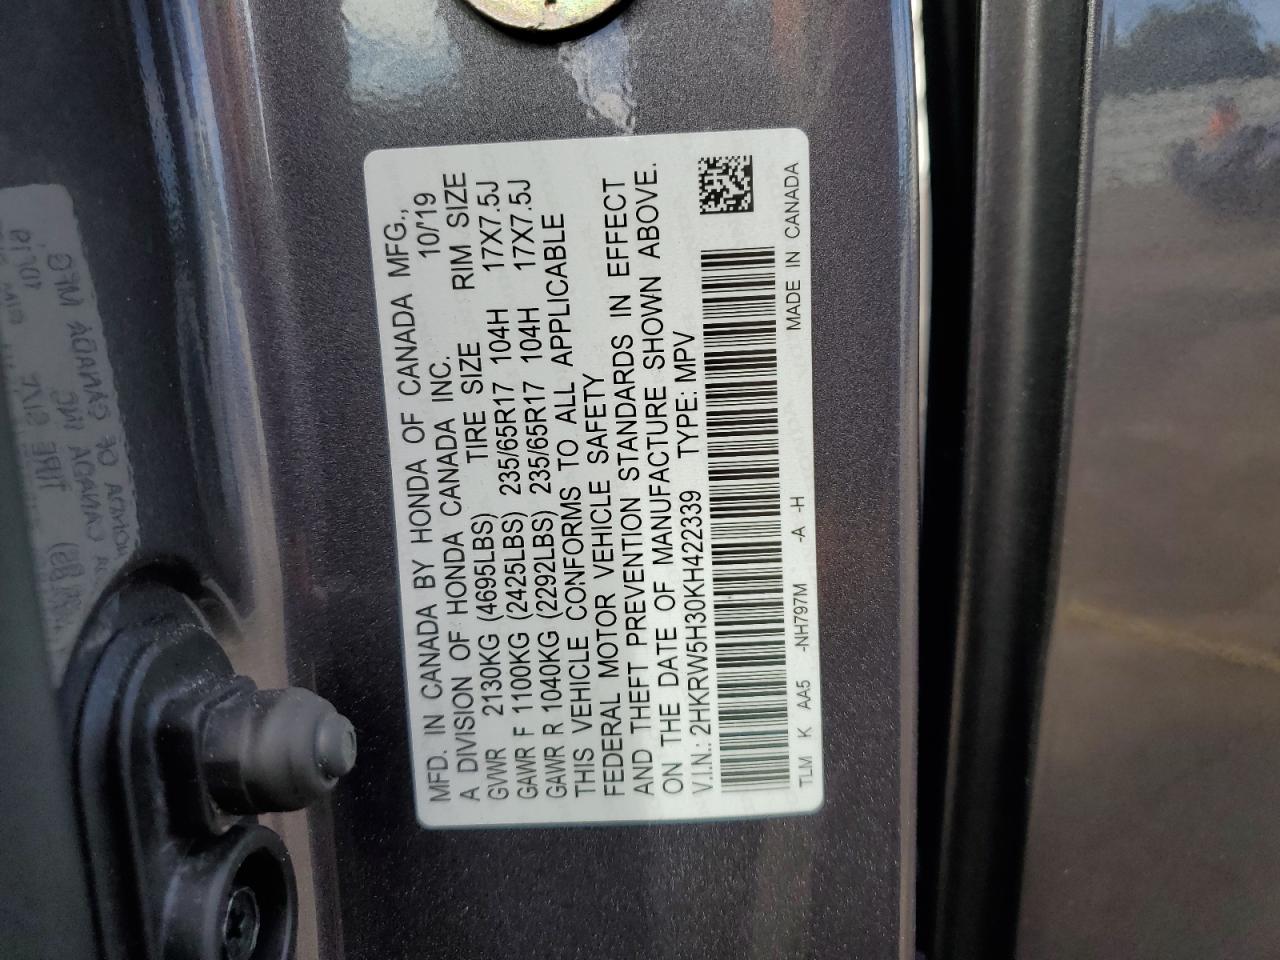 MFD. IN CANADA BY HONDA OF CANADA MFG.,
A DIVISION OF HONDA CANADA INC. 10/'19
GVWR 2130KG (4695LBS) TIRE SIZE RIM SIZE
GAWR F 1100KG (2425LBS) 235/65R17 104H 17X7.5J
GAWR R 1040KG (2292LBS) 235/65R17 104H 17X7.5J
THIS VEHICLE CONFORMS TO ALL APPLICABLE
FEDERAL MOTOR VEHICLE SAFETY
AND THEFT PREVENTION STANDARDS IN EFFECT
ON THE DATE OF MANUFACTURE SHOWN ABOVE.
V.I.N.: 2HKRW5H30KH422339 TYPE: MPV
TLM K AA5 -NH797M -A -H MADE IN CANADA